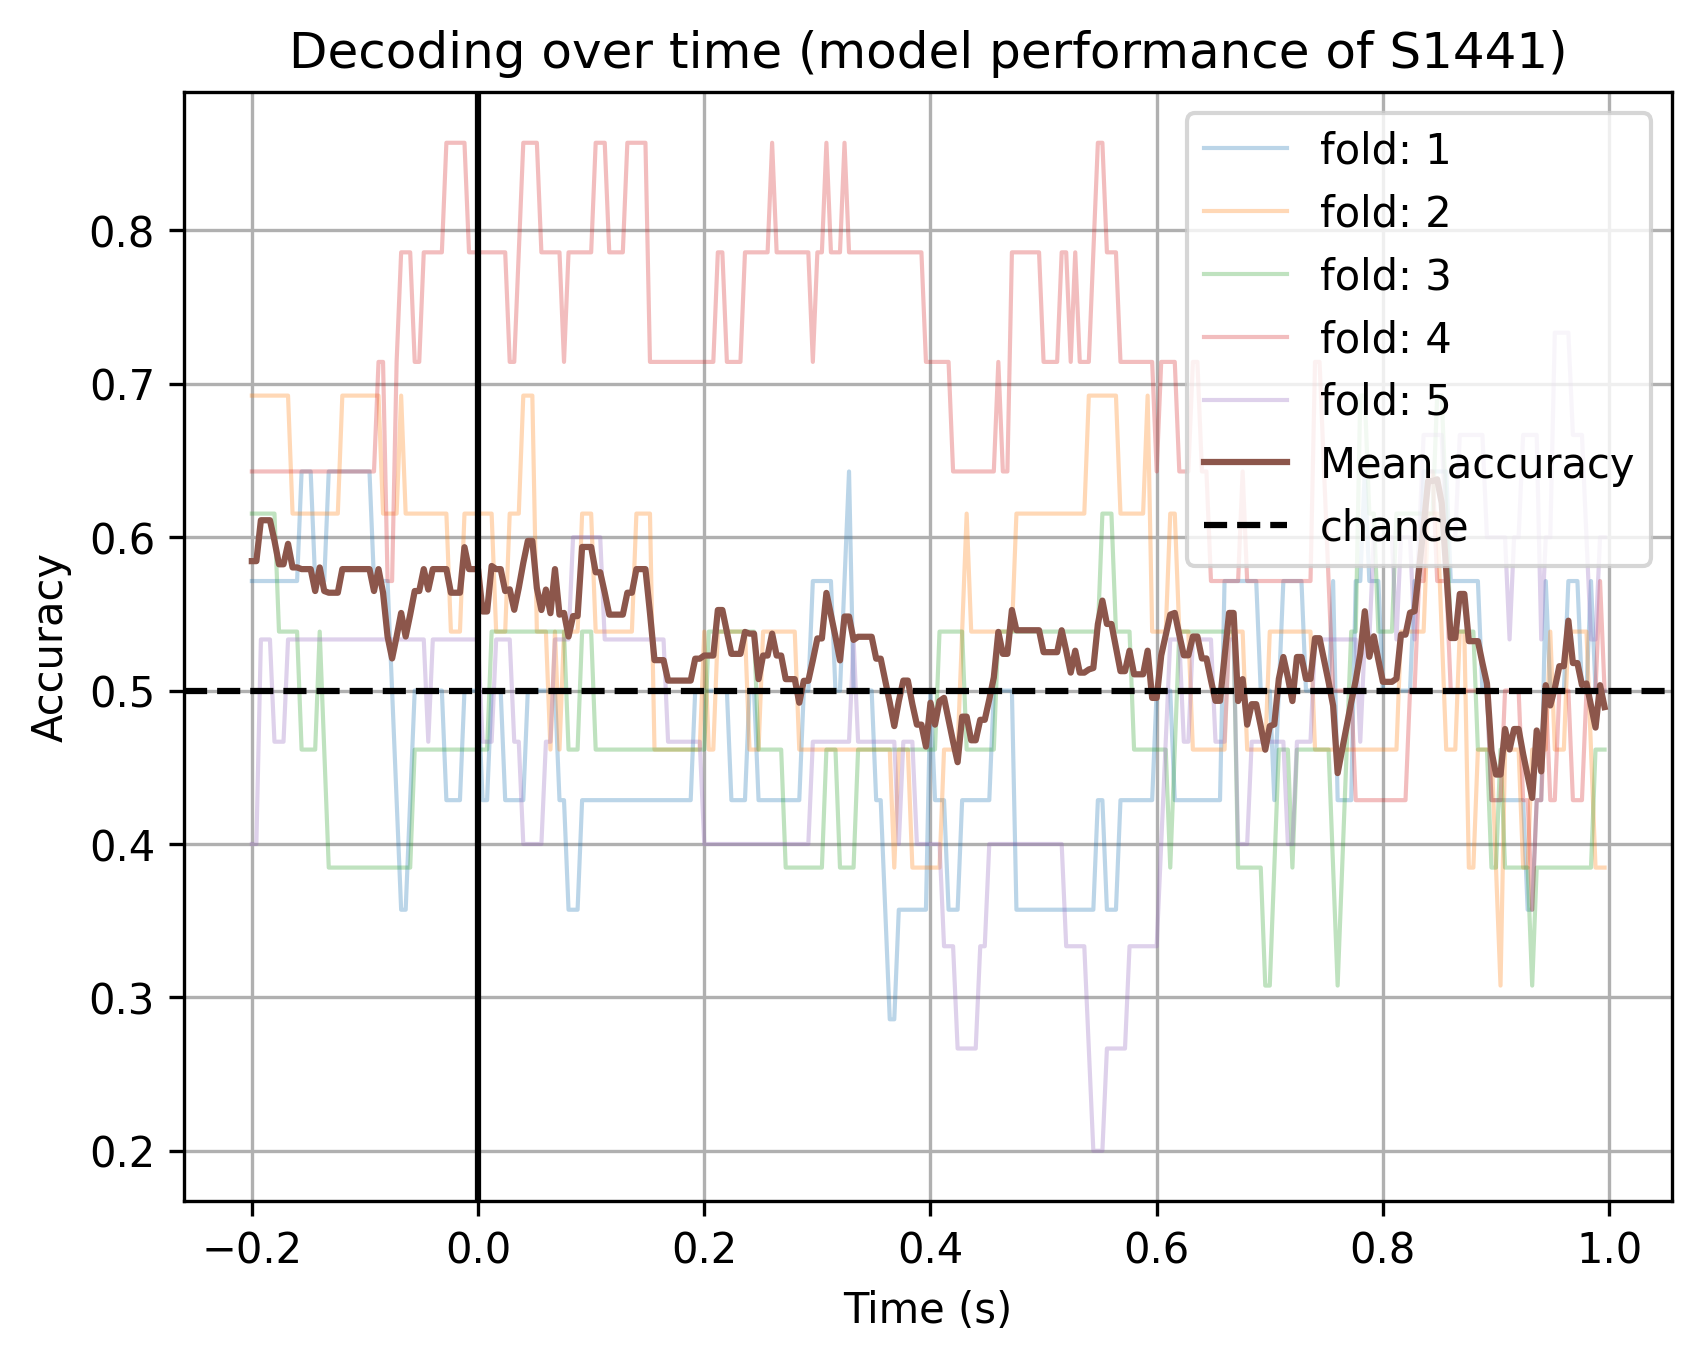 Decoding over time (model performance of S1441)
fold: 1
fold: 2
fold: 3
fold: 4
fold: 5
Mean accuracy
chance
Accuracy
0.8
0.7
0.6
0.5
0.4
0.3
0.2
−0.2 0.0 0.2 0.4 0.6 0.8 1.0
Time (s)